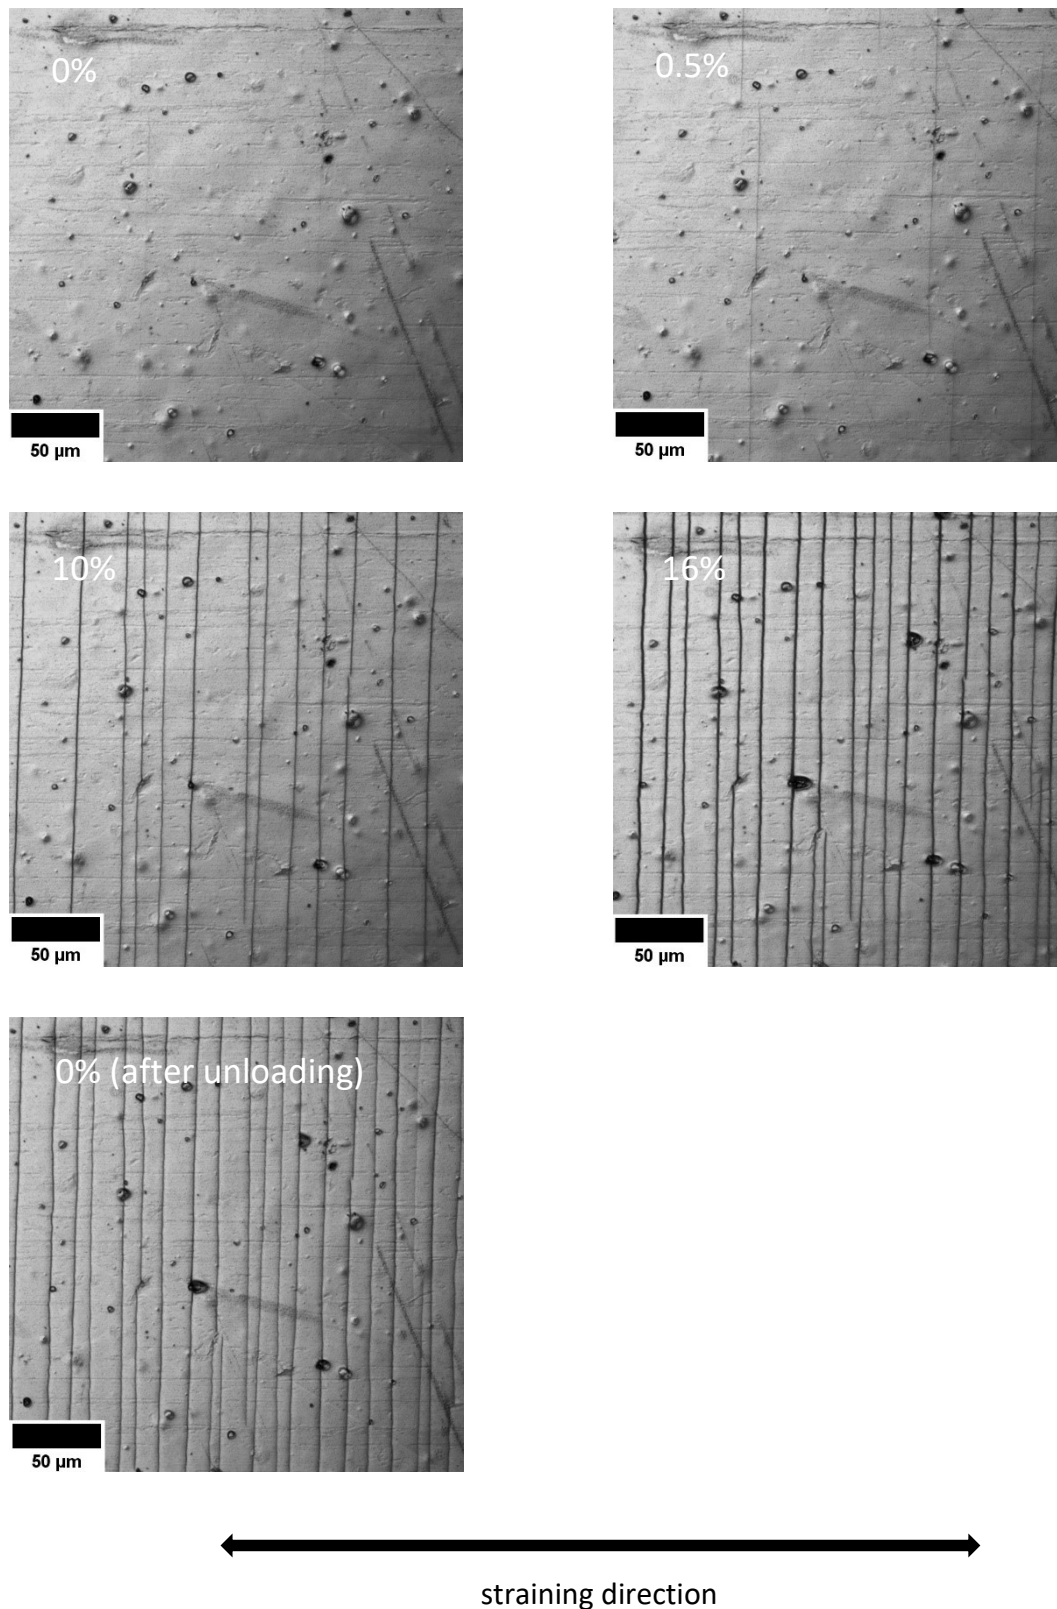 0%
50 µm
0.5%
50 µm
10%
50 µm
16%
50 µm
0% (after unloading)
50 µm
straining direction